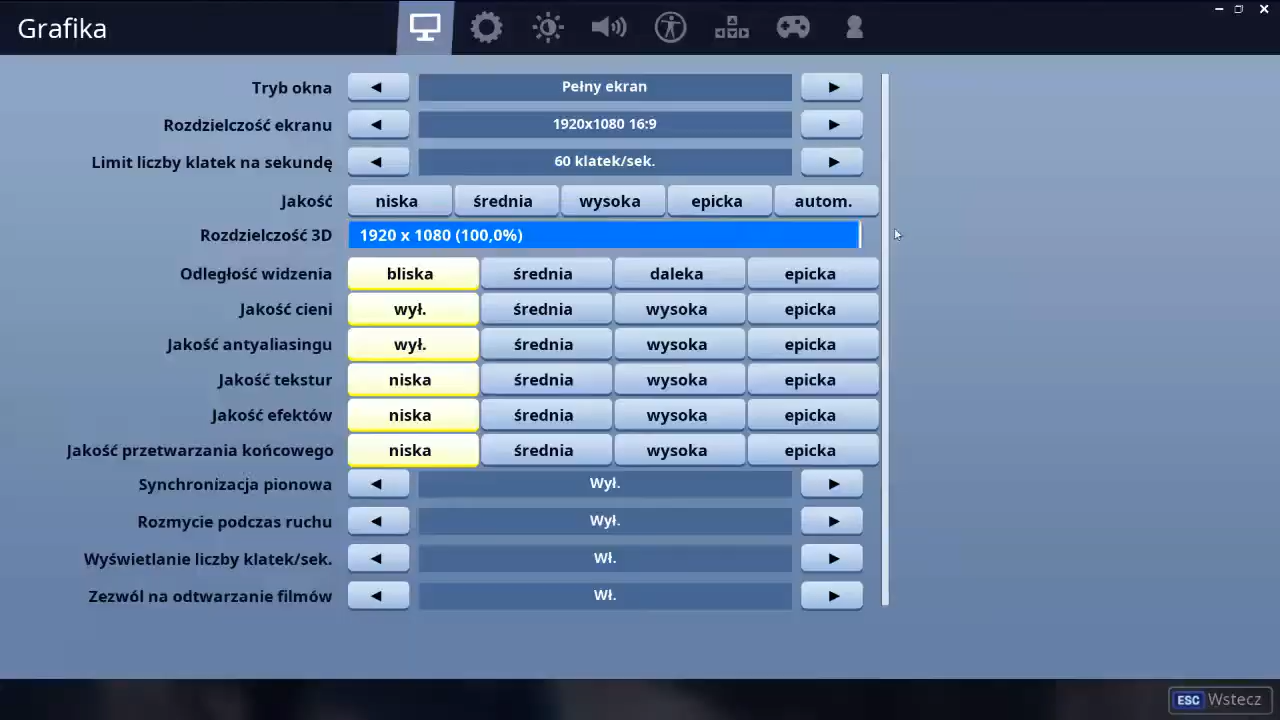 Grafika
Tryb okna ◄ Pełny ekran ►
Rozdzielczość ekranu ◄ 1920x1080 16:9 ►
Limit liczby klatek na sekundę ◄ 60 klatek/sek. ►
Jakość niska średnia wysoka epicka autom.
Rozdzielczość 3D 1920 x 1080 (100,0%)
Odległość widzenia bliska średnia daleka epicka
Jakość cieni wył. średnia wysoka epicka
Jakość antyaliasingu wył. średnia wysoka epicka
Jakość tekstur niska średnia wysoka epicka
Jakość efektów niska średnia wysoka epicka
Jakość przetwarzania końcowego niska średnia wysoka epicka
Synchronizacja pionowa ◄ Wył. ►
Rozmycie podczas ruchu ◄ Wył. ►
Wyświetlanie liczby klatek/sek. ◄ Wł. ►
Zezwól na odtwarzanie filmów ◄ Wł. ►
ESC Wstecz